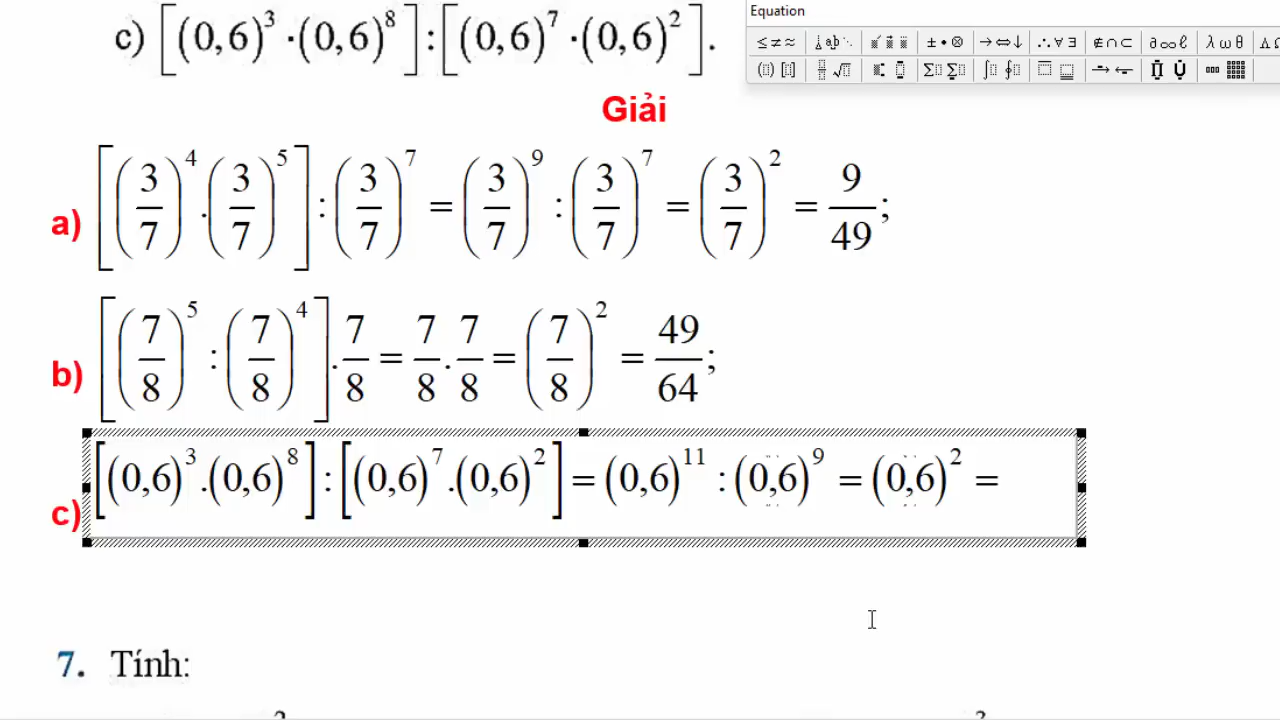 c) [(0,6)³·(0,6)⁸]:[(0,6)⁷·(0,6)²].
Equation
Giải
a) [(3/7)⁴.(3/7)⁵]:(3/7)⁷ = (3/7)⁹:(3/7)⁷ = (3/7)² = 9/49;
b) [(7/8)⁵:(7/8)⁴].7/8 = 7/8.7/8 = (7/8)² = 49/64;
c) [(0,6)³.(0,6)⁸]:[(0,6)⁷.(0,6)²] = (0,6)¹¹:(0,6)⁹ = (0,6)² =
7. Tính: